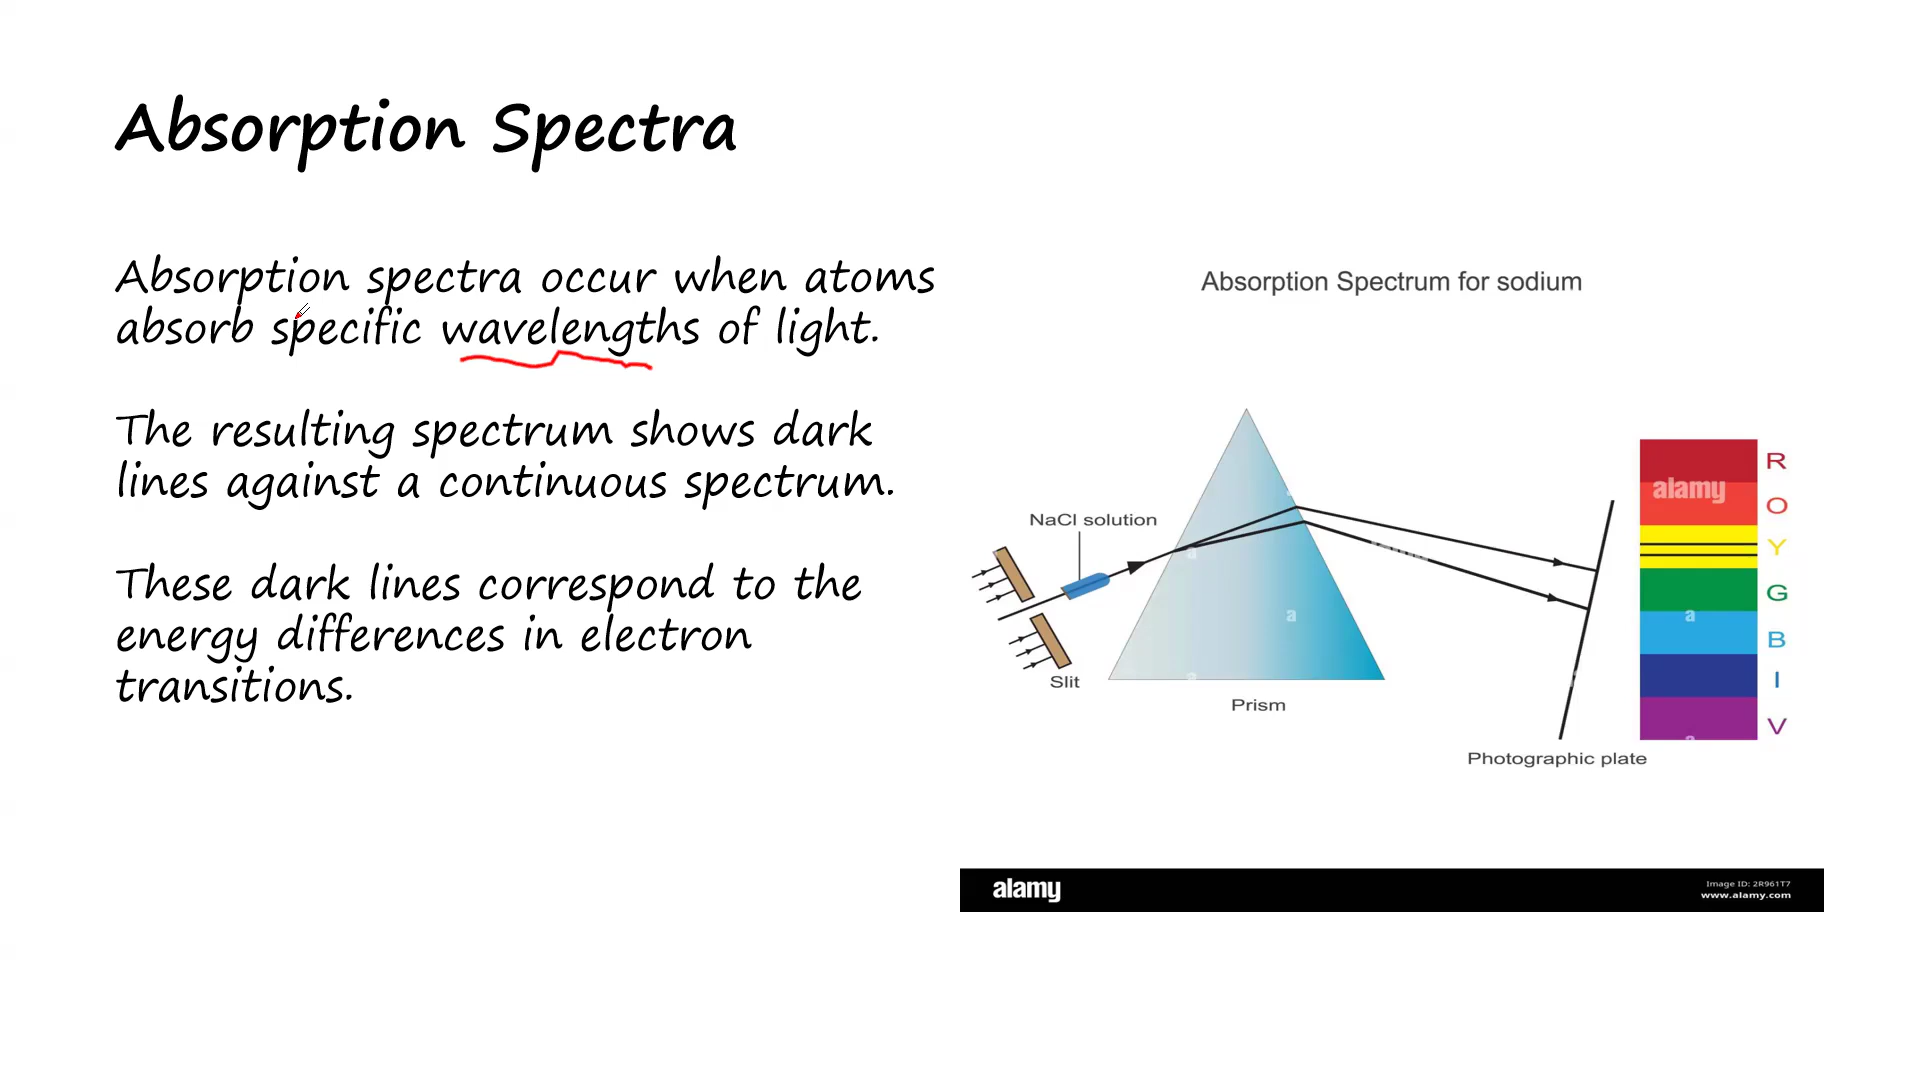 Absorption Spectra
Absorption spectra occur when atoms
absorb specific wavelengths of light.
The resulting spectrum shows dark
lines against a continuous spectrum.
These dark lines correspond to the
energy differences in electron
transitions.
Absorption Spectrum for sodium
NaCl solution
Slit
Prism
Photographic plate
R
O
Y
G
B
I
V
alamy
a
a
a
a
a
alamy
Image ID: 2R961T7
www.alamy.com